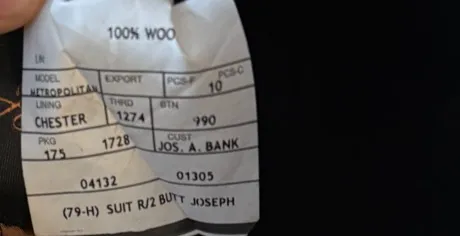 100% WOO
LIR
MODEL EXPORT PCS-F PCS-C
METROPOLITAN 10
LINING THRD BTN
CHESTER 1274 990
PKG CUST
175 1728 JOS. A. BANK
04132 01305
(79-H) SUIT R/2 BUTT JOSEPH